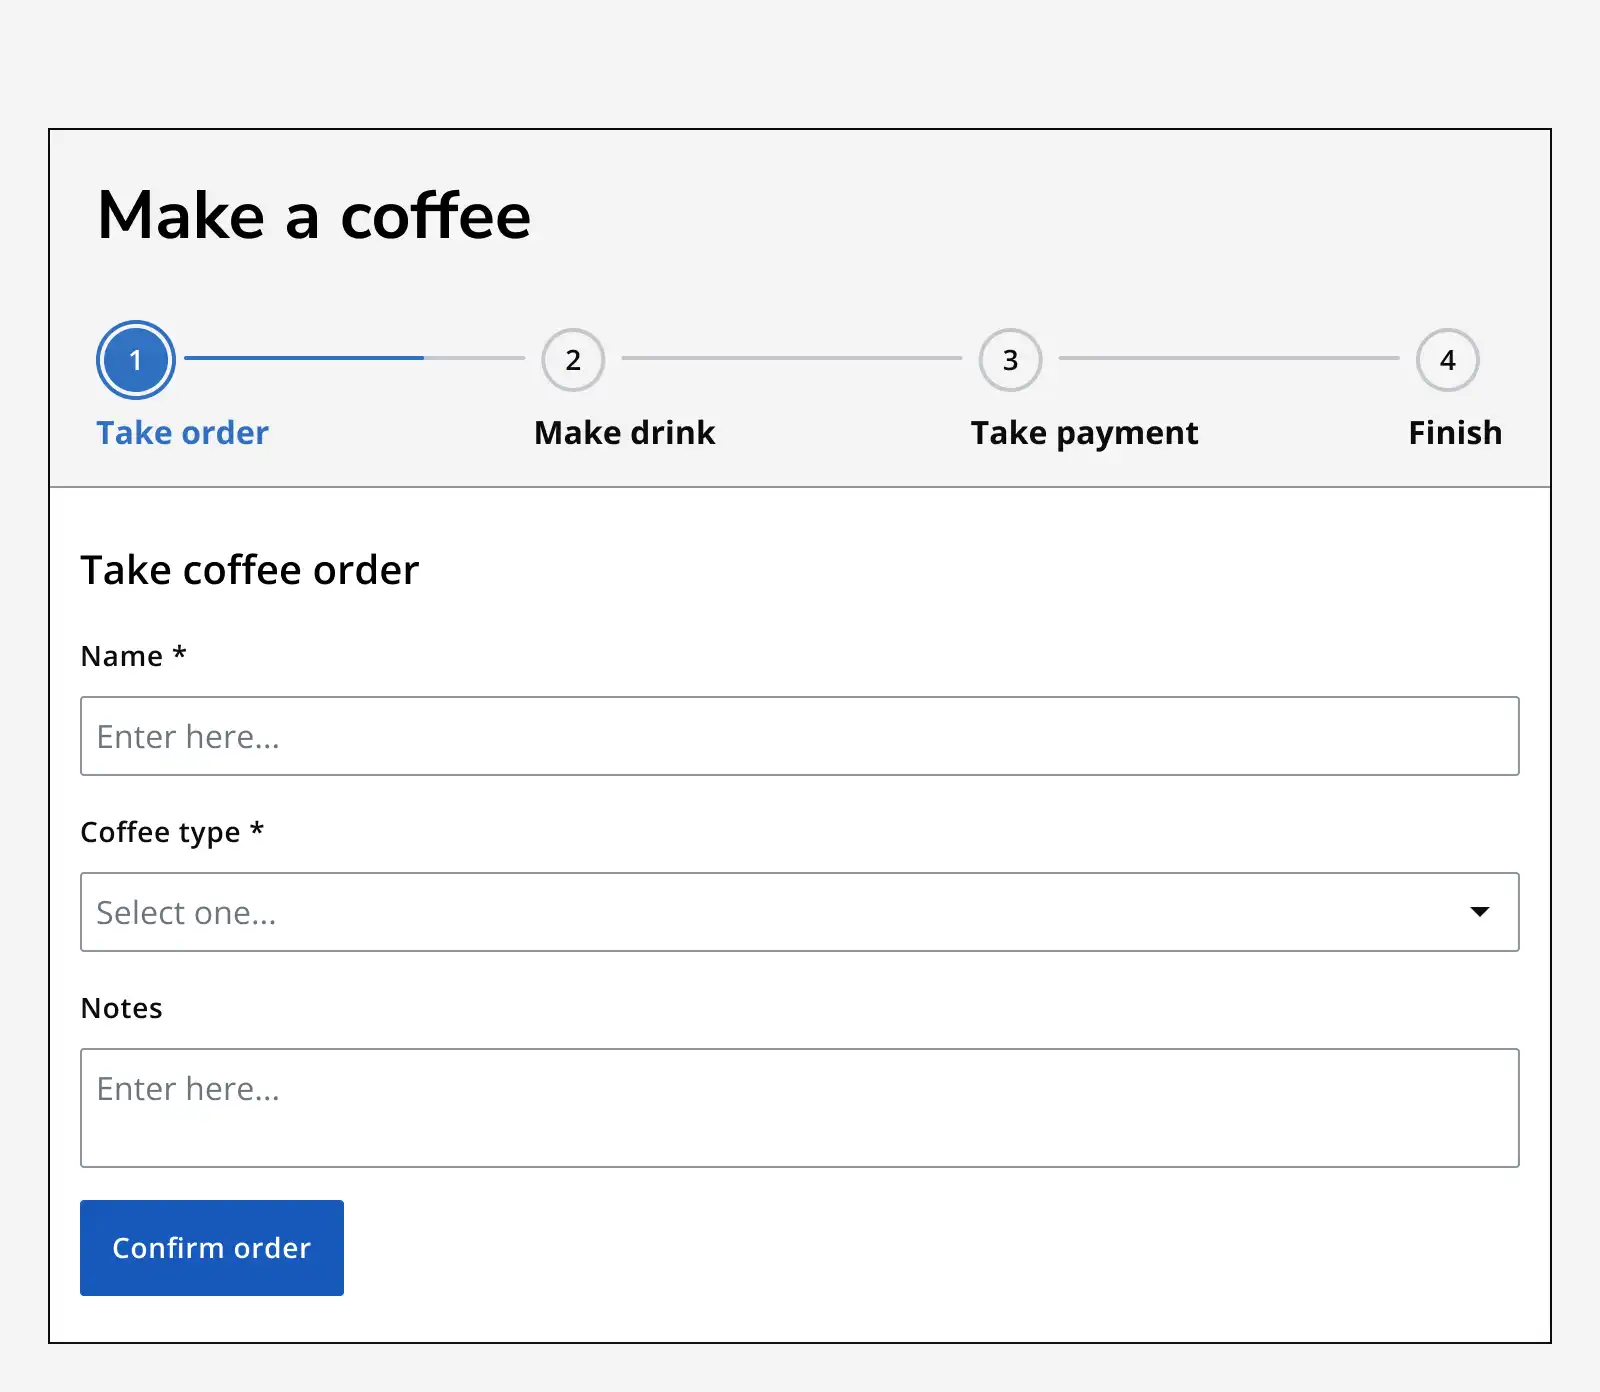 Make a coffee
1 2 3 4
Take order Make drink Take payment Finish
Take coffee order
Name *
Enter here...
Coffee type *
Select one...
Notes
Enter here...
Confirm order